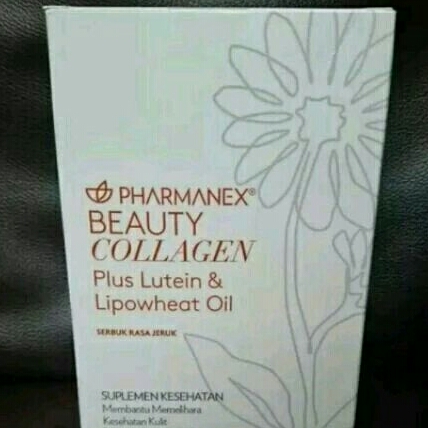 PHARMANEX®
BEAUTY
COLLAGEN
Plus Lutein &
Lipowheat Oil
SERBUK RASA JERUK
SUPLEMEN KESEHATAN
Membantu Memelihara
Kesehatan Kulit